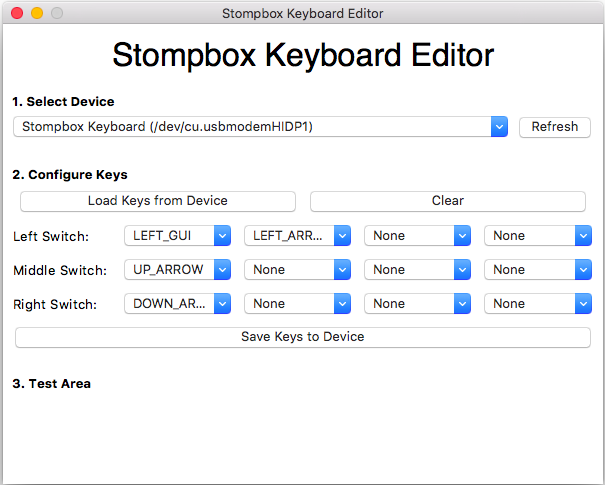 Stompbox Keyboard Editor
Stompbox Keyboard Editor
1. Select Device
Stompbox Keyboard (/dev/cu.usbmodemHIDP1) Refresh
2. Configure Keys
Load Keys from Device Clear
Left Switch: LEFT_GUI LEFT_ARR... None None
Middle Switch: UP_ARROW None None None
Right Switch: DOWN_AR... None None None
Save Keys to Device
3. Test Area